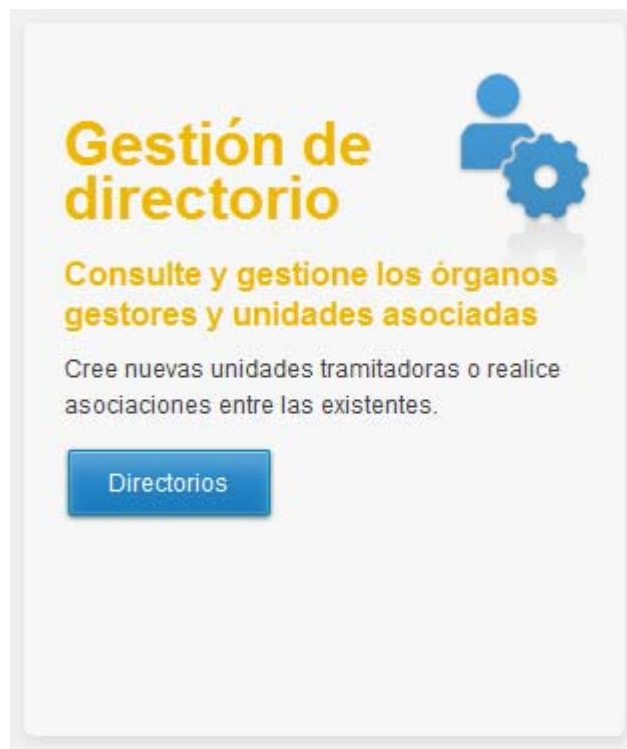 Gestión de
directorio
Consulte y gestione los órganos
gestores y unidades asociadas
Cree nuevas unidades tramitadoras o realice
asociaciones entre las existentes.
Directorios